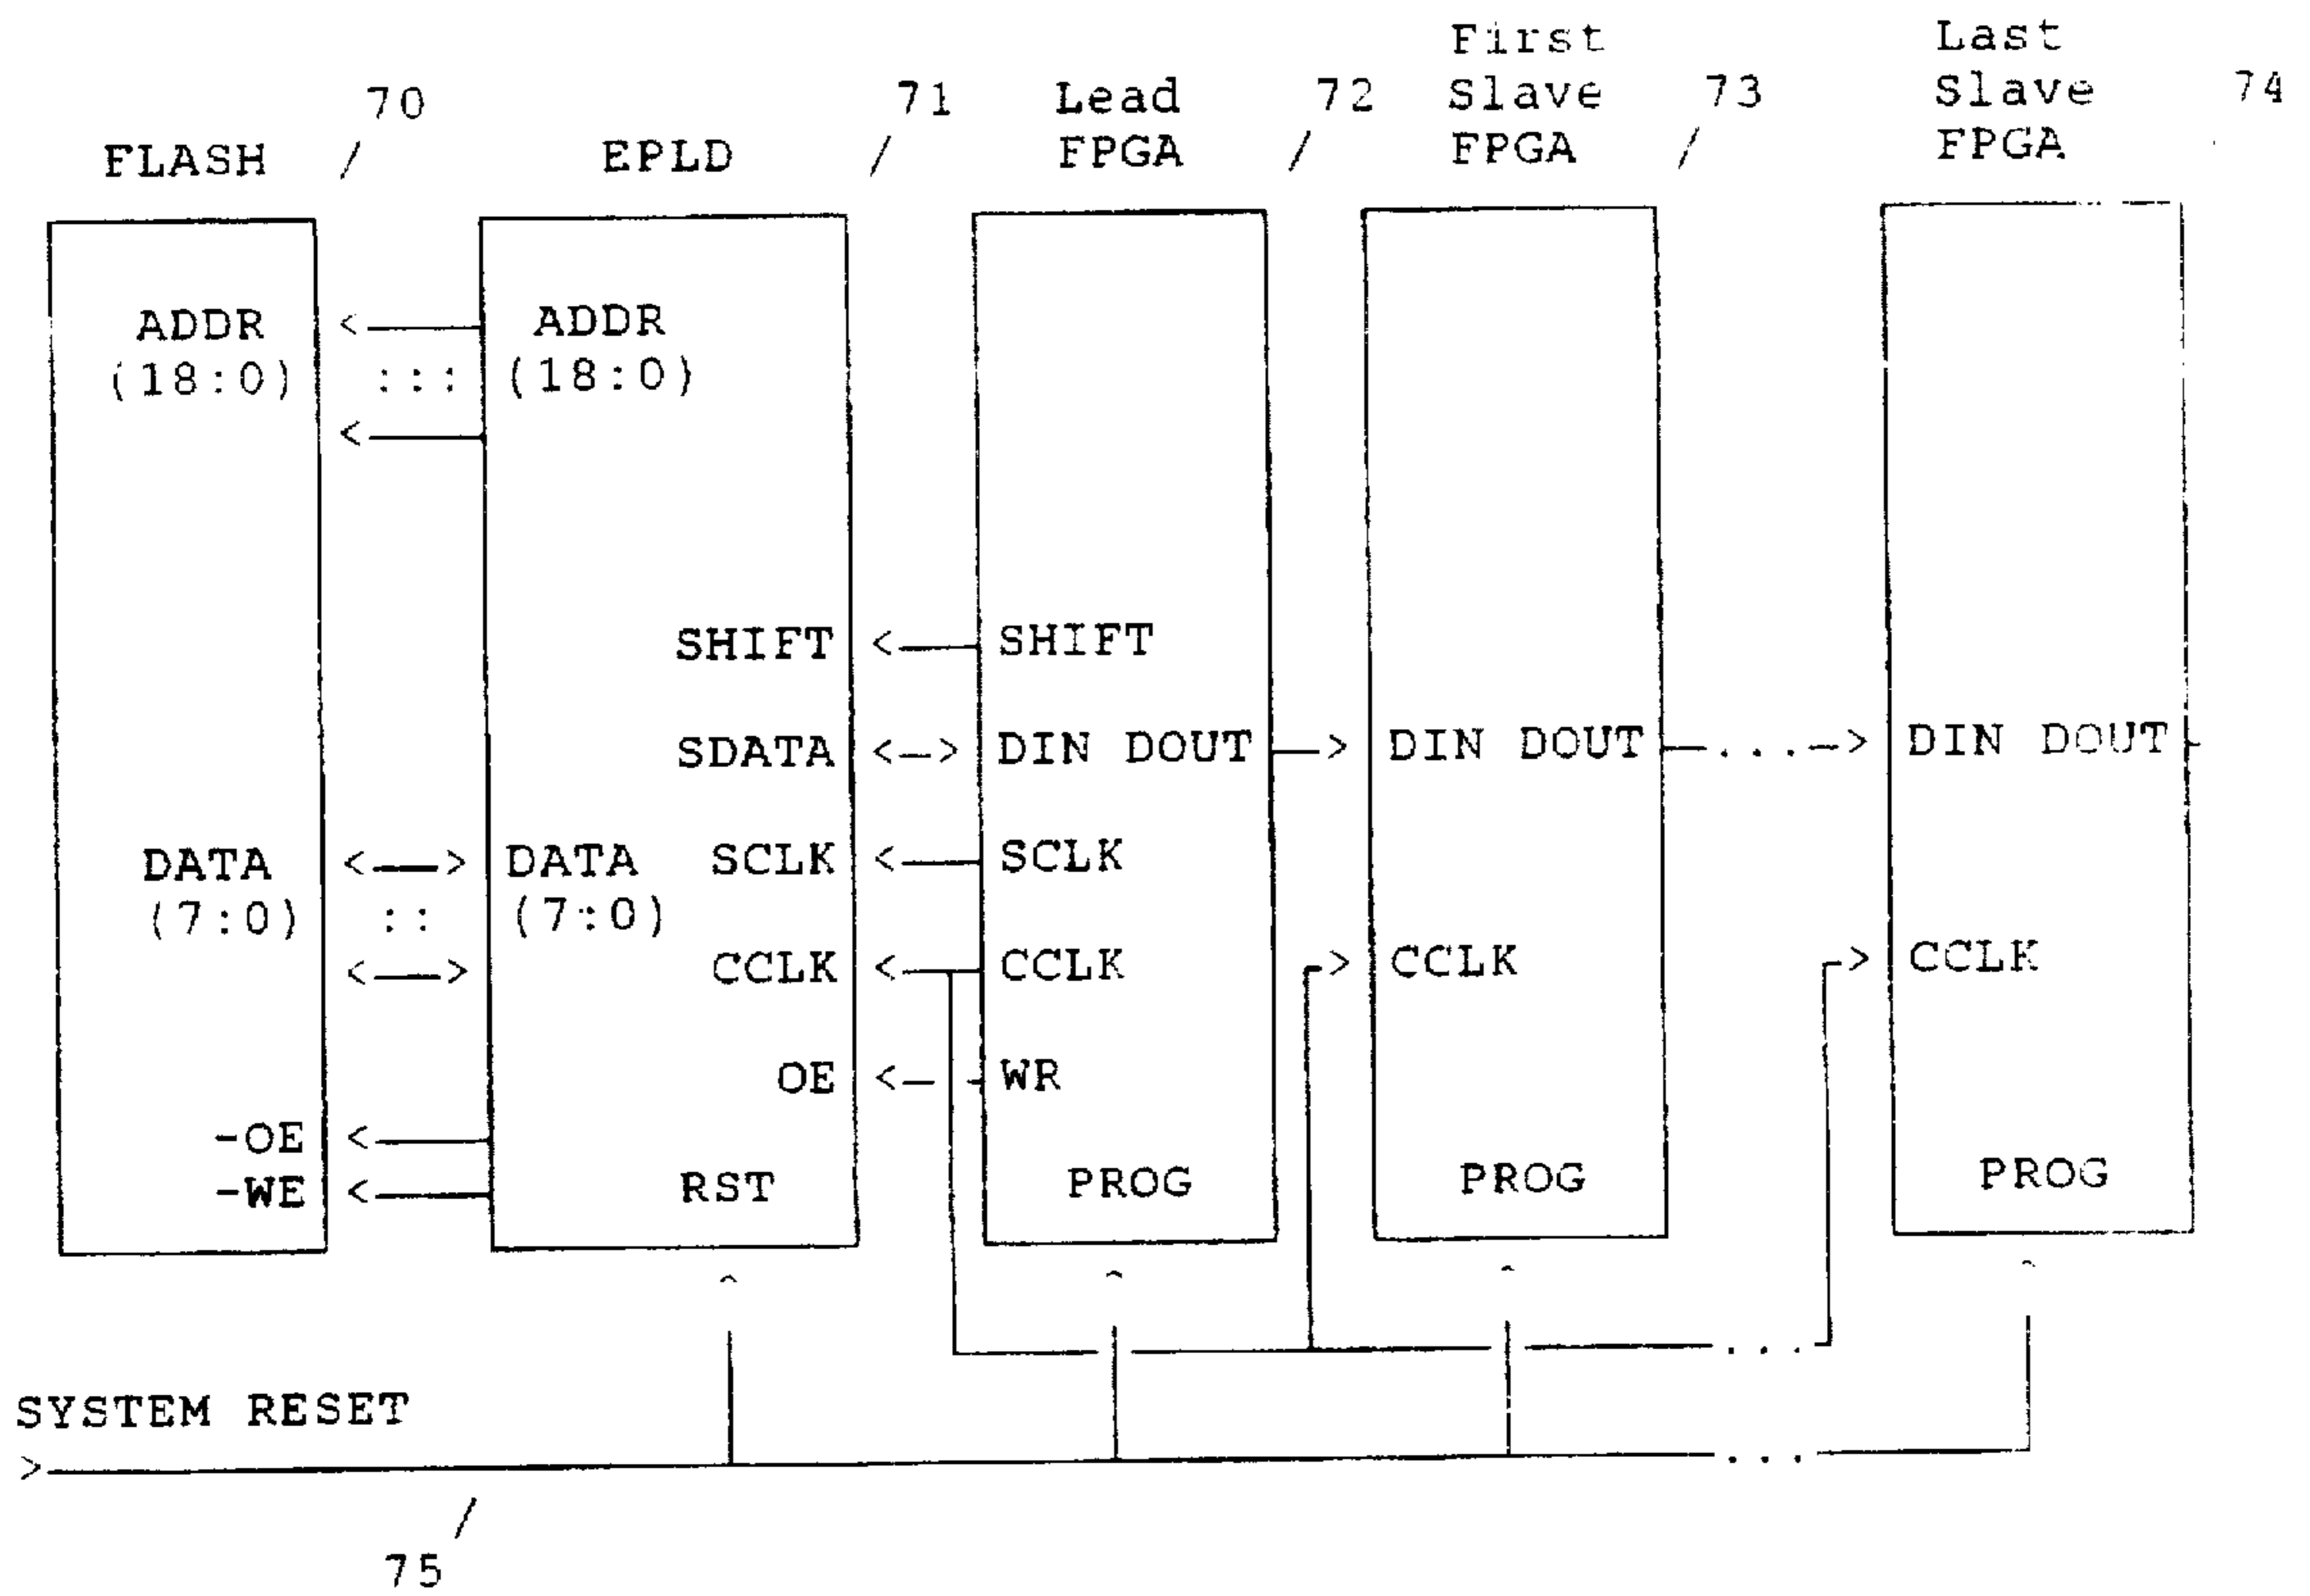 First Last
70 71 Lead 72 Slave 73 Slave 74
FLASH / EPLD / FPGA / FPGA / FPGA
ADDR <—— ADDR
(18:0) ::: (18:0)
<——
SHIFT <—— SHIFT
SDATA <—> DIN DOUT —> DIN DOUT —...—> DIN DOUT
DATA <—> DATA SCLK <—— SCLK
(7:0) :: (7:0)
<—> CCLK <—— CCLK > CCLK > CCLK
OE <— - WR
-OE <——
-WE <—— RST PROG PROG PROG
...
SYSTEM RESET
> ...
/
75